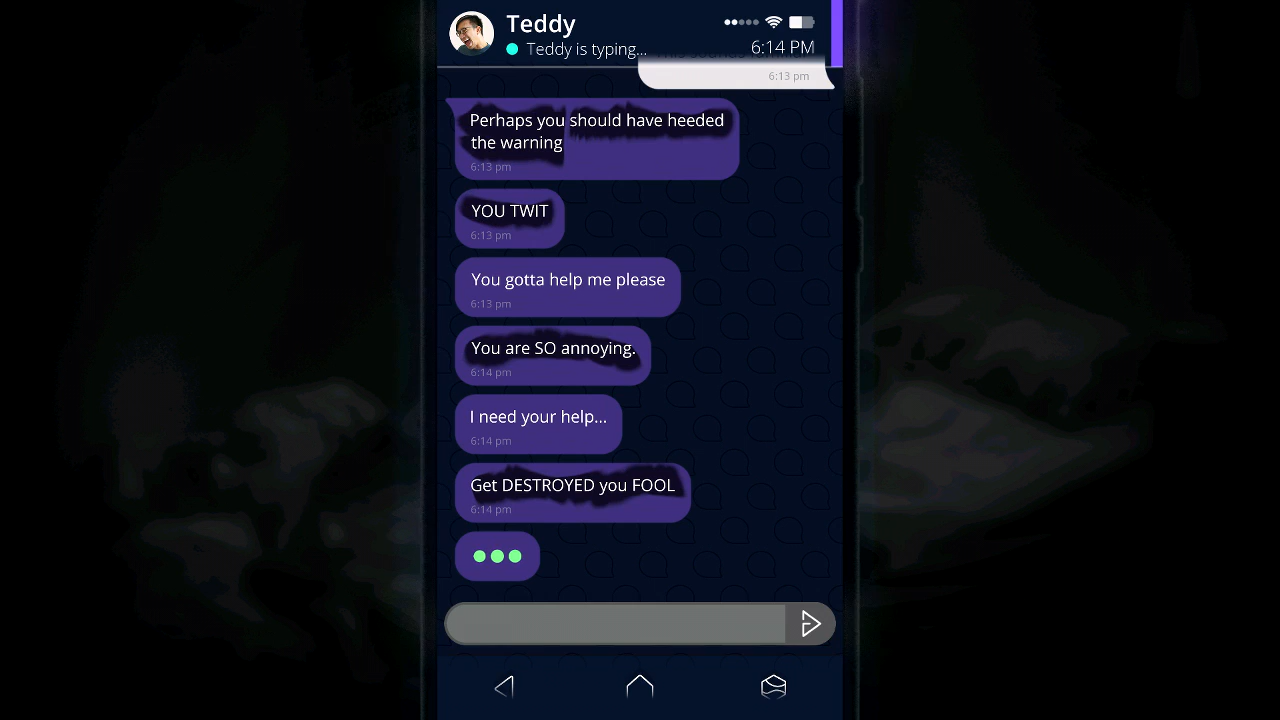 Teddy
Teddy is typing...
6:14 PM
6:13 pm
Perhaps you should have heeded
the warning
6:13 pm
YOU TWIT
6:13 pm
You gotta help me please
6:13 pm
You are SO annoying.
6:14 pm
I need your help...
6:14 pm
Get DESTROYED you FOOL
6:14 pm